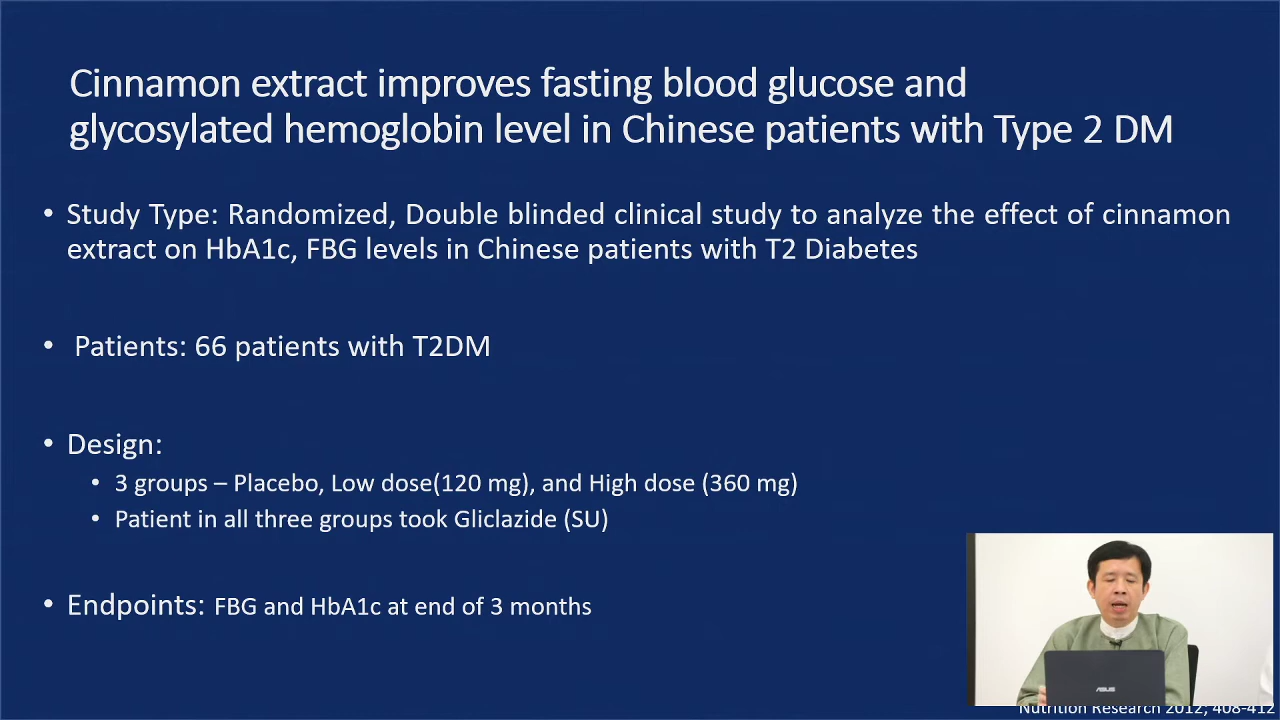 Cinnamon extract improves fasting blood glucose and
glycosylated hemoglobin level in Chinese patients with Type 2 DM
• Study Type: Randomized, Double blinded clinical study to analyze the effect of cinnamon
extract on HbA1c, FBG levels in Chinese patients with T2 Diabetes
• Patients: 66 patients with T2DM
• Design:
• 3 groups – Placebo, Low dose(120 mg), and High dose (360 mg)
• Patient in all three groups took Gliclazide (SU)
• Endpoints: FBG and HbA1c at end of 3 months
ASUS
Nutrition Research 2012; 408-412